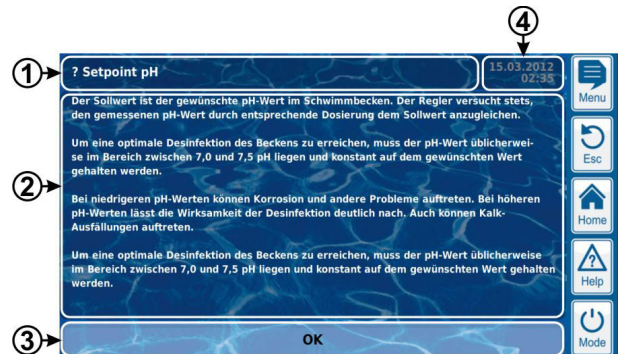 4
1
? Setpoint pH
15.03.2012
02:35
Menu
Der Sollwert ist der gewünschte pH-Wert im Schwimmbecken. Der Regler versucht stets,
den gemessenen pH-Wert durch entsprechende Dosierung dem Sollwert anzugleichen.
Um eine optimale Desinfektion des Beckens zu erreichen, muss der pH-Wert üblicherwei-
se im Bereich zwischen 7,0 und 7,5 pH liegen und konstant auf dem gewünschten Wert
gehalten werden.
Esc
2
Bei niedrigeren pH-Werten können Korrosion und andere Probleme auftreten. Bei höheren
pH-Werten lässt die Wirksamkeit der Desinfektion deutlich nach. Auch können Kalk-
Ausfällungen auftreten.
Home
Um eine optimale Desinfektion des Beckens zu erreichen, muss der pH-Wert üblicherweise
im Bereich zwischen 7,0 und 7,5 pH liegen und konstant auf dem gewünschten Wert gehalten
werden.
Help
3
OK
Mode